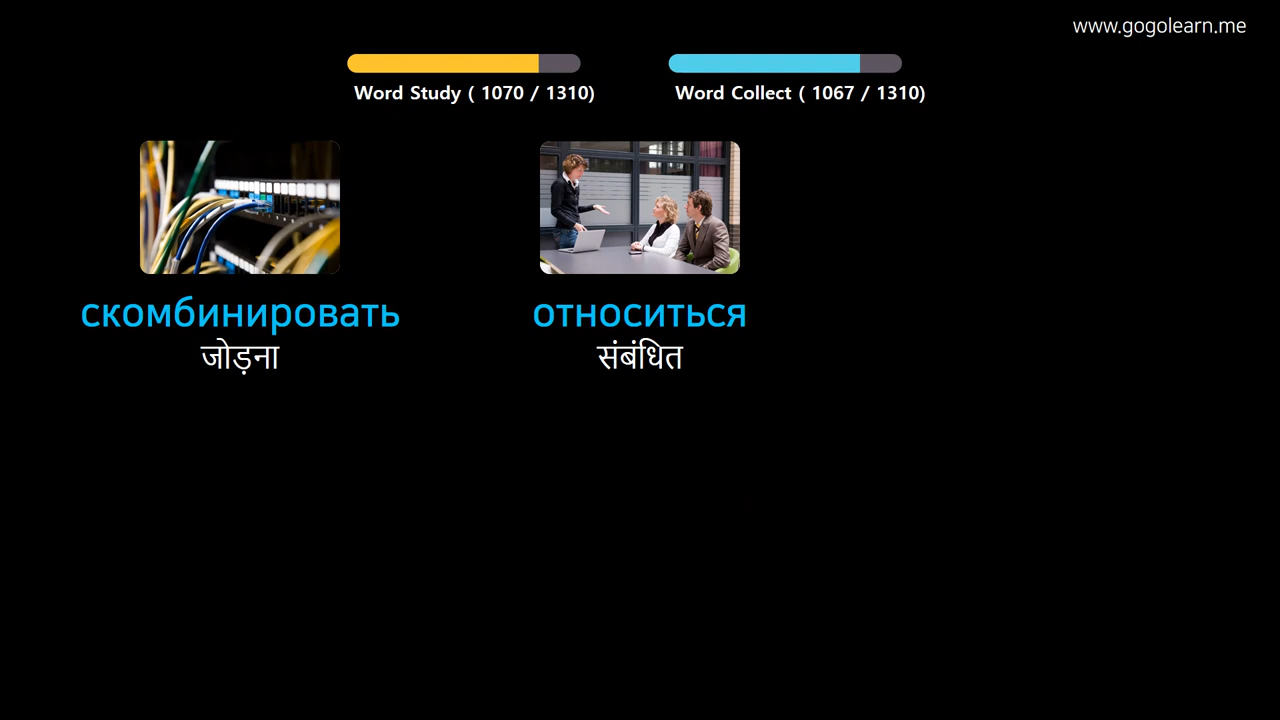 www.gogolearn.me
Word Study ( 1070 / 1310)
Word Collect ( 1067 / 1310)
скомбинировать
जोड़ना
относиться
संबंधित